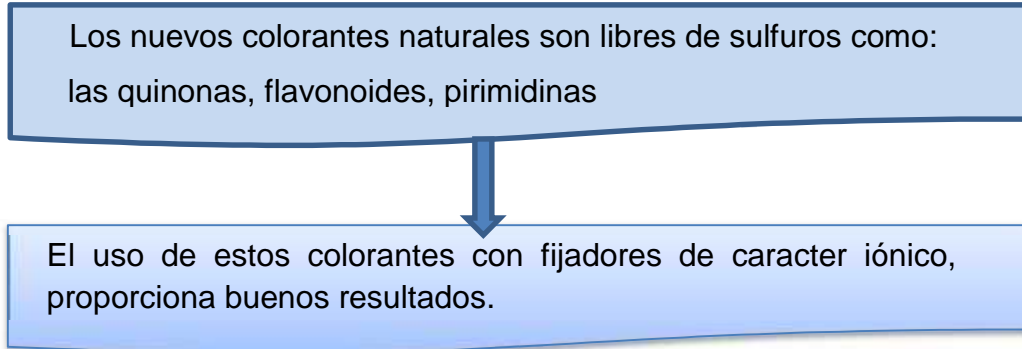 Los nuevos colorantes naturales son libres de sulfuros como:
las quinonas, flavonoides, pirimidinas
El uso de estos colorantes con fijadores de caracter iónico,
proporciona buenos resultados.